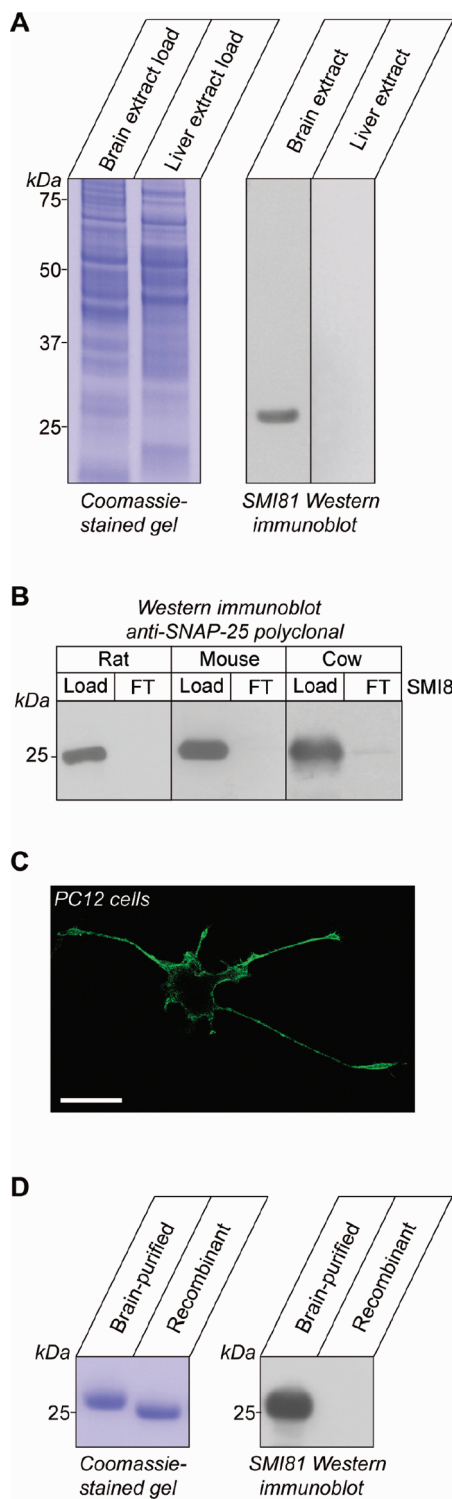 A
Brain extract load
Liver extract load
Brain extract
Liver extract
kDa
75
50
37
25
Coomassie-
stained gel
SMI81 Western
immunoblot
B
Western immunoblot
anti-SNAP-25 polyclonal
Rat Mouse Cow
Load FT Load FT Load FT SMI8
kDa
25
C
PC12 cells
D
Brain-purified
Recombinant
Brain-purified
Recombinant
kDa
25
kDa
25
Coomassie-
stained gel
SMI81 Western
immunoblot